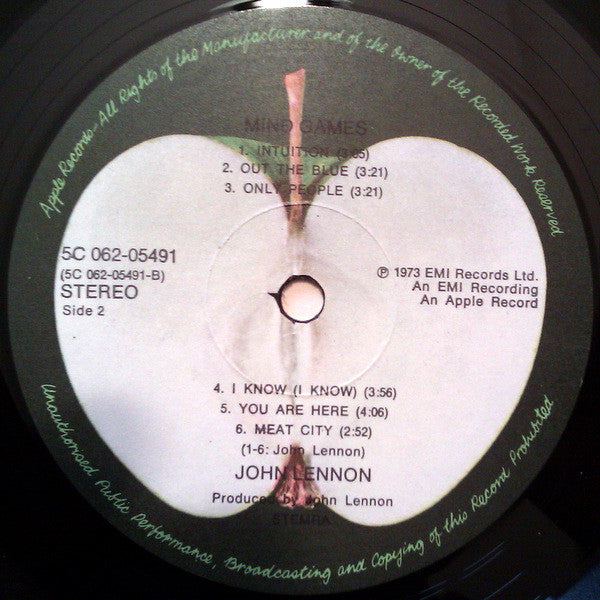 Apple Records-All Rights of the Manufacturer and of the Owner of the Recorded Work Reserved
MIND GAMES
1. INTUITION (3:05)
2. OUT THE BLUE (3:21)
3. ONLY PEOPLE (3:21)
5C 062-05491
(5C 062-05491-B)
STEREO
Side 2
℗ 1973 EMI Records Ltd.
An EMI Recording
An Apple Record
4. I KNOW (I KNOW) (3:56)
5. YOU ARE HERE (4:06)
6. MEAT CITY (2:52)
(1-6: John Lennon)
JOHN LENNON
Produced by John Lennon
STEMRA
Unauthorised Public Performance, Broadcasting and Copying of this Record Prohibited